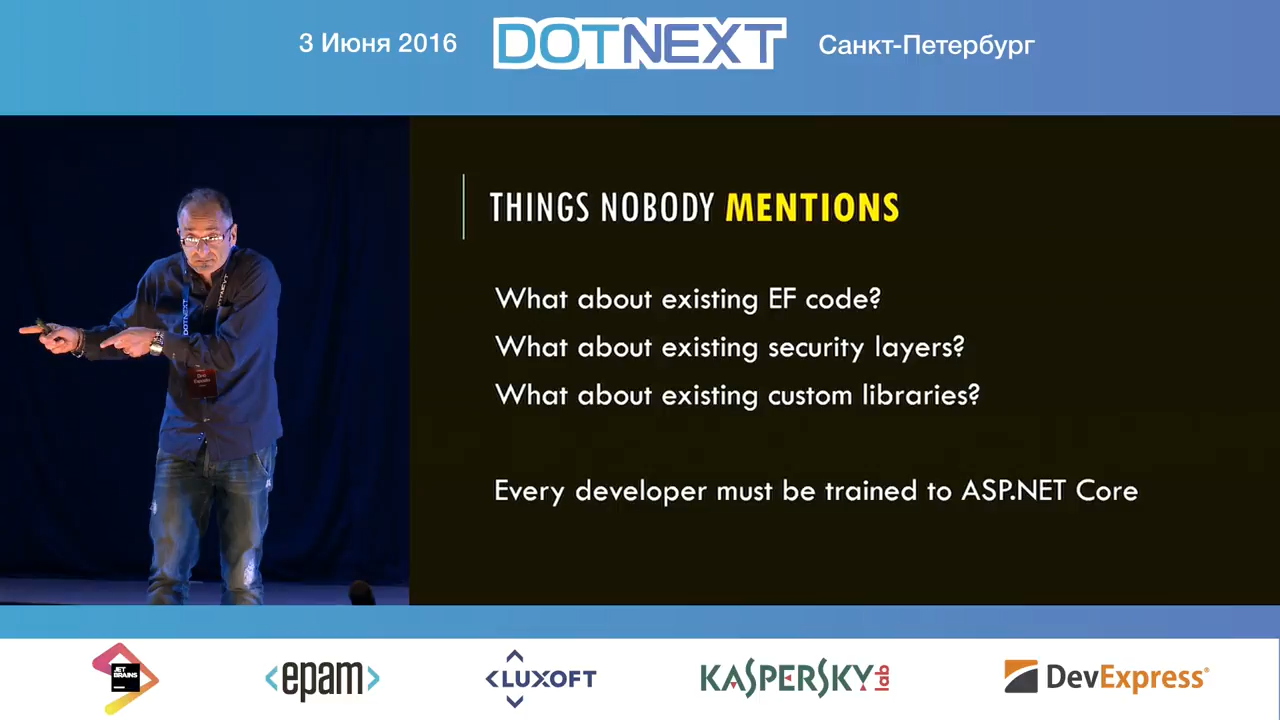 3 Июня 2016
DOTNEXT
Санкт-Петербург
THINGS NOBODY MENTIONS
What about existing EF code?
What about existing security layers?
What about existing custom libraries?
Every developer must be trained to ASP.NET Core
DOTNEXT
JET
BRAINS
<epam>
<LUXOFT
KASPERSKY lab
DevExpress®